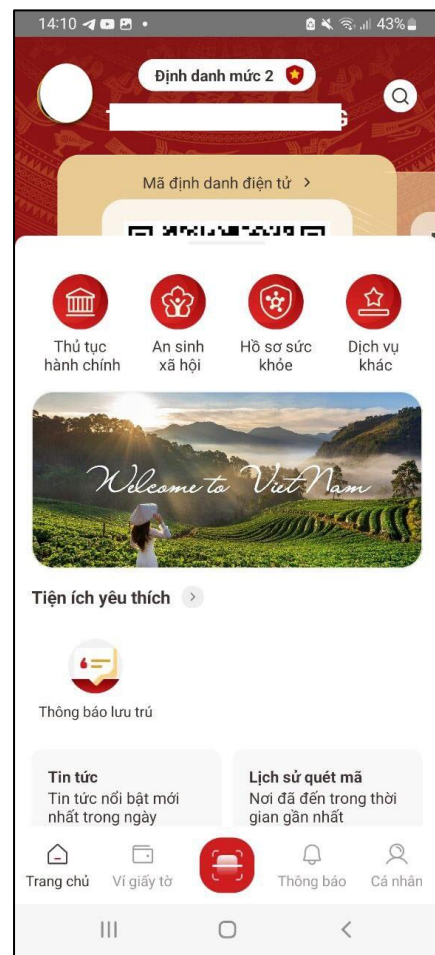 14:10
43%
Định danh mức 2
Mã định danh điện tử >
Thủ tục
hành chính
An sinh
xã hội
Hồ sơ sức
khỏe
Dịch vụ
khác
Welcome to VietNam
Tiện ích yêu thích >
Thông báo lưu trú
Tin tức
Tin tức nổi bật mới
nhất trong ngày
Lịch sử quét mã
Nơi đã đến trong thời
gian gần nhất
Trang chủ
Ví giấy tờ
Thông báo
Cá nhân